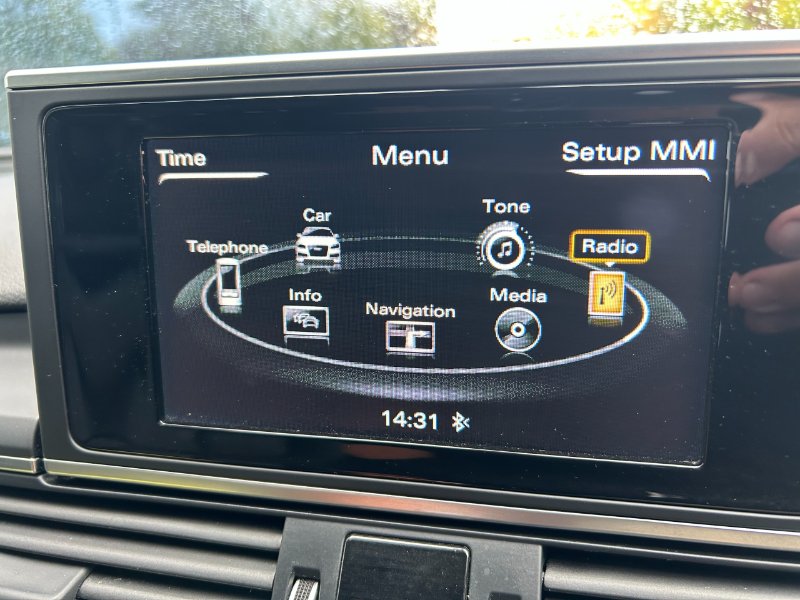 Time Menu Setup MMI
Car Tone
Telephone Radio
Info Media
Navigation
14:31